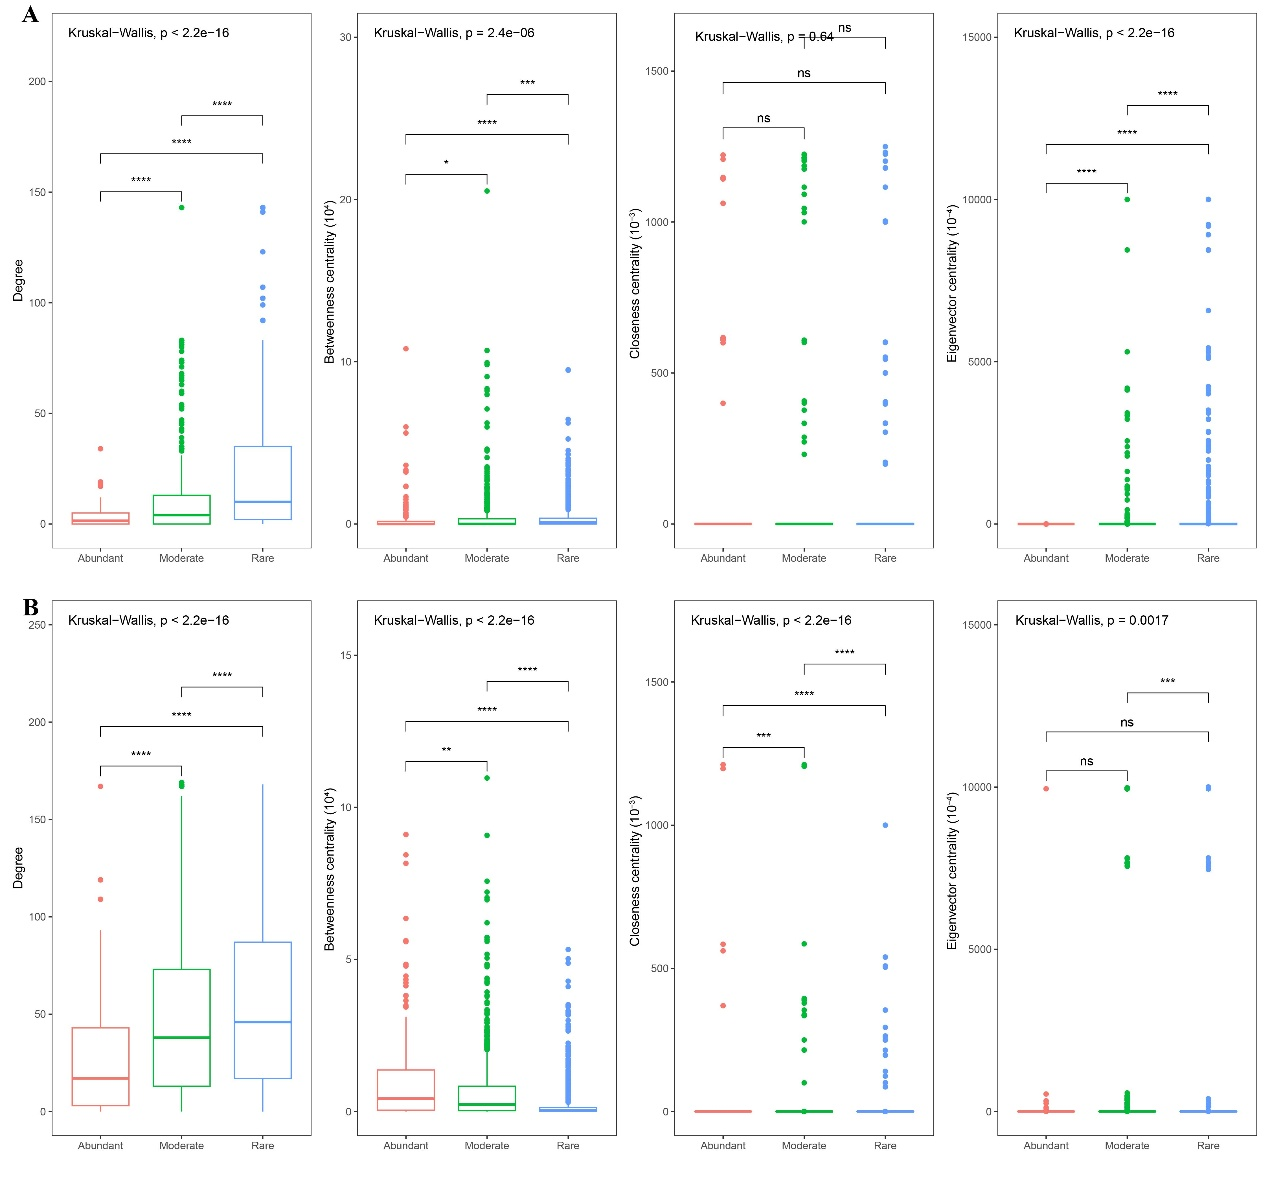 A
Kruskal−Wallis, p < 2.2e−16
****
****
****
200
150
100
50
0
Degree
Abundant Moderate Rare
Kruskal−Wallis, p = 2.4e−06
***
****
*
30
20
10
0
Betweenness centrality (10⁴)
Abundant Moderate Rare
Kruskal−Wallis, p = 0.64
ns
ns
ns
1500
1000
500
0
Closeness centrality (10⁻³)
Abundant Moderate Rare
Kruskal−Wallis, p < 2.2e−16
****
****
****
15000
10000
5000
0
Eigenvector centrality (10⁻⁴)
Abundant Moderate Rare
B
Kruskal−Wallis, p < 2.2e−16
****
****
****
250
200
150
100
50
0
Degree
Abundant Moderate Rare
Kruskal−Wallis, p < 2.2e−16
****
****
**
15
10
5
0
Betweenness centrality (10⁴)
Abundant Moderate Rare
Kruskal−Wallis, p < 2.2e−16
****
****
***
1500
1000
500
0
Closeness centrality (10⁻³)
Abundant Moderate Rare
Kruskal−Wallis, p = 0.0017
***
ns
ns
15000
10000
5000
0
Eigenvector centrality (10⁻⁴)
Abundant Moderate Rare